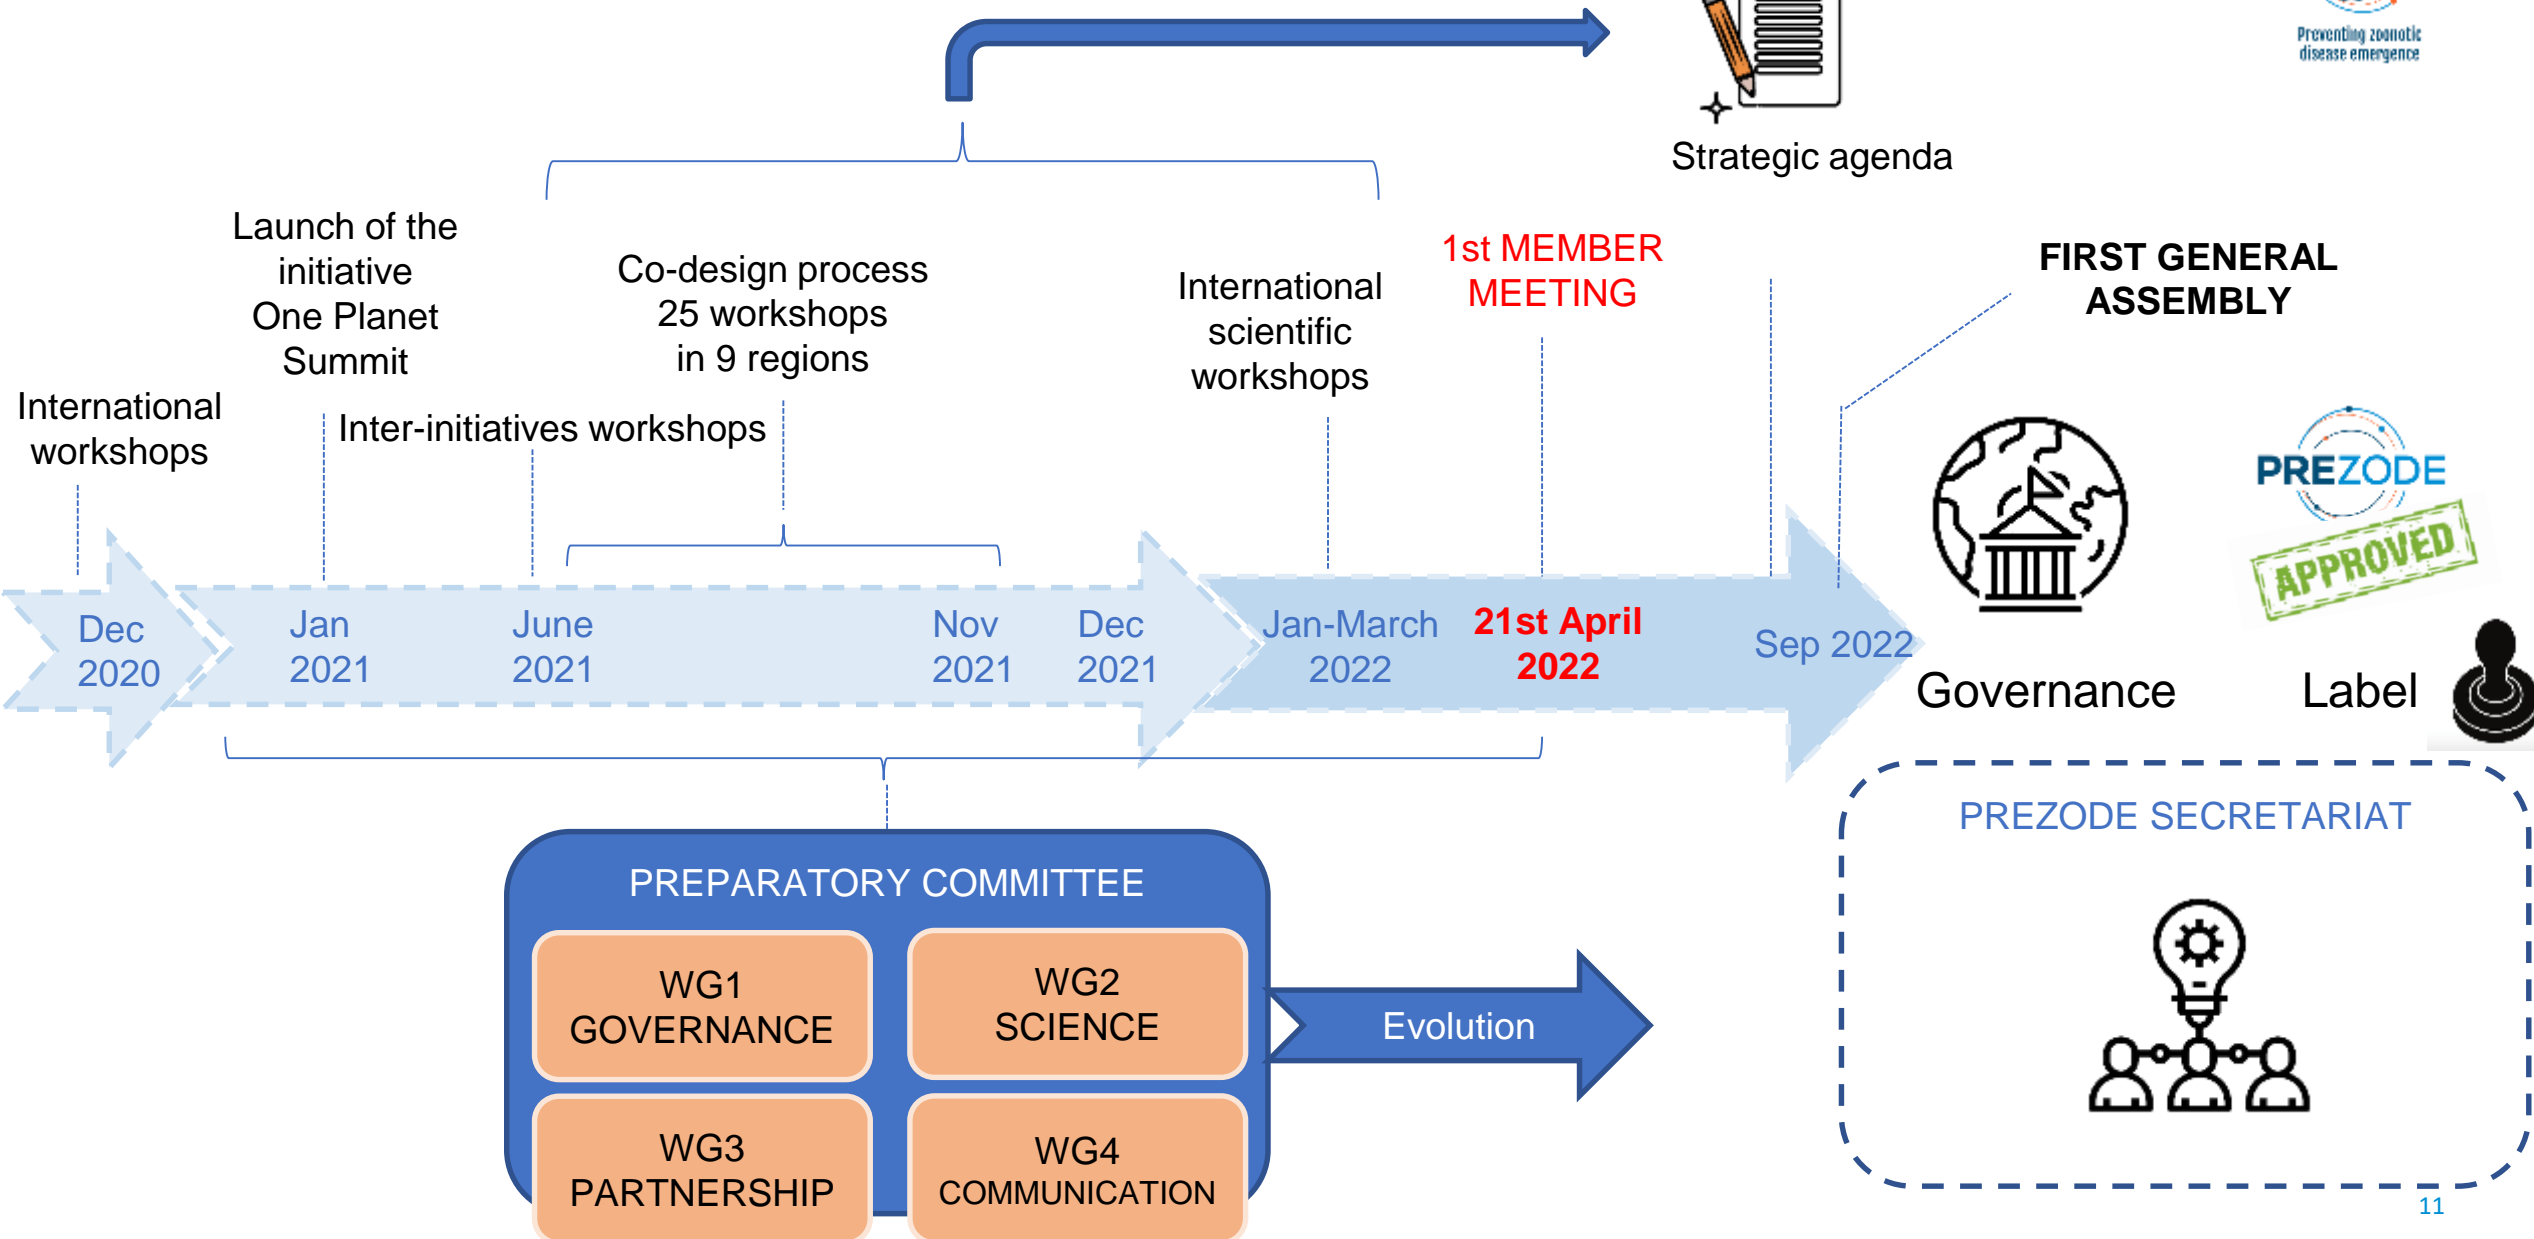 Preventing zoonotic
disease emergence
Strategic agenda
Launch of the
initiative
One Planet
Summit
Co-design process
25 workshops
in 9 regions
International
scientific
workshops
1st MEMBER
MEETING
FIRST GENERAL
ASSEMBLY
International
workshops
Inter-initiatives workshops
PREZODE
APPROVED
Dec
2020
Jan
2021
June
2021
Nov
2021
Dec
2021
Jan-March
2022
21st April
2022
Sep 2022
Governance
Label
PREZODE SECRETARIAT
PREPARATORY COMMITTEE
WG1
GOVERNANCE
WG2
SCIENCE
WG3
PARTNERSHIP
WG4
COMMUNICATION
Evolution
11